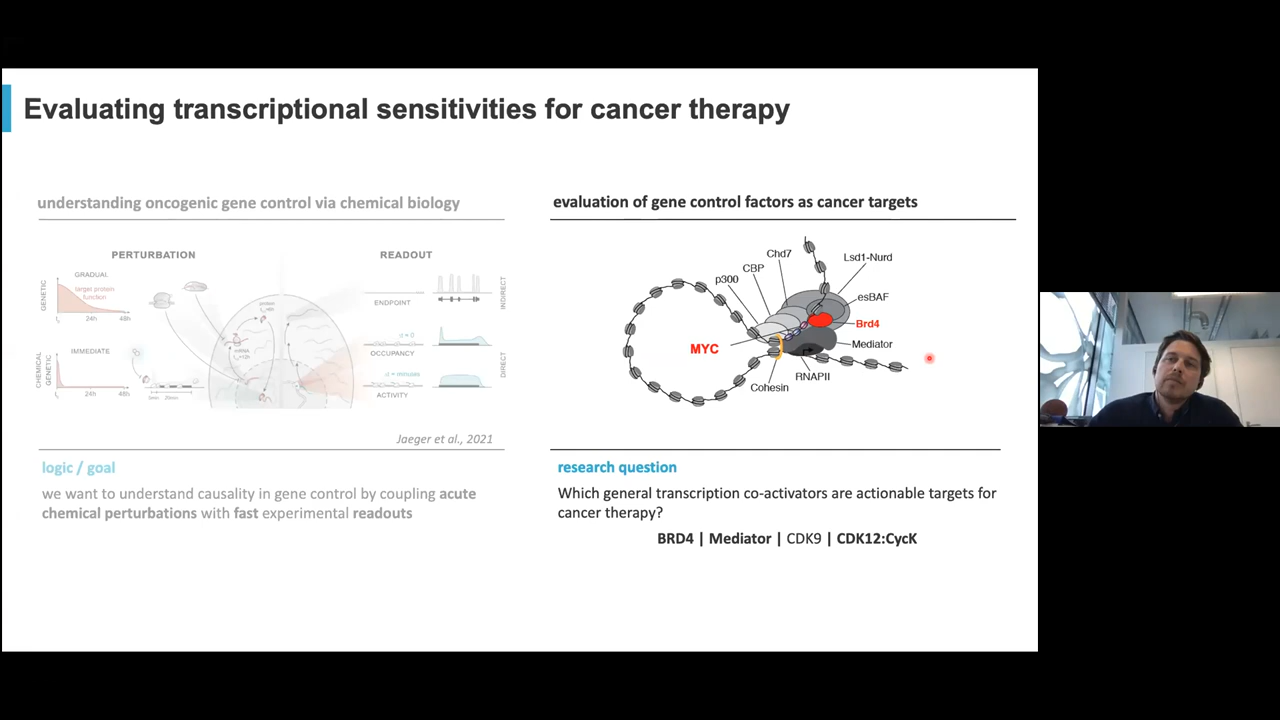 Evaluating transcriptional sensitivities for cancer therapy
understanding oncogenic gene control via chemical biology
PERTURBATION
READOUT
GENETIC
GRADUAL
target protein
function
24h
48h
CHEMICAL
GENETIC
IMMEDIATE
24h
48h
protein
mRNA
ENDPOINT
INDIRECT
OCCUPANCY
DIRECT
ACTIVITY
Jaeger et al., 2021
logic / goal
we want to understand causality in gene control by coupling acute
chemical perturbations with fast experimental readouts
evaluation of gene control factors as cancer targets
Chd7
Lsd1-Nurd
CBP
p300
esBAF
Brd4
MYC
Mediator
RNAPII
Cohesin
research question
Which general transcription co-activators are actionable targets for
cancer therapy?
BRD4 | Mediator | CDK9 | CDK12:CycK